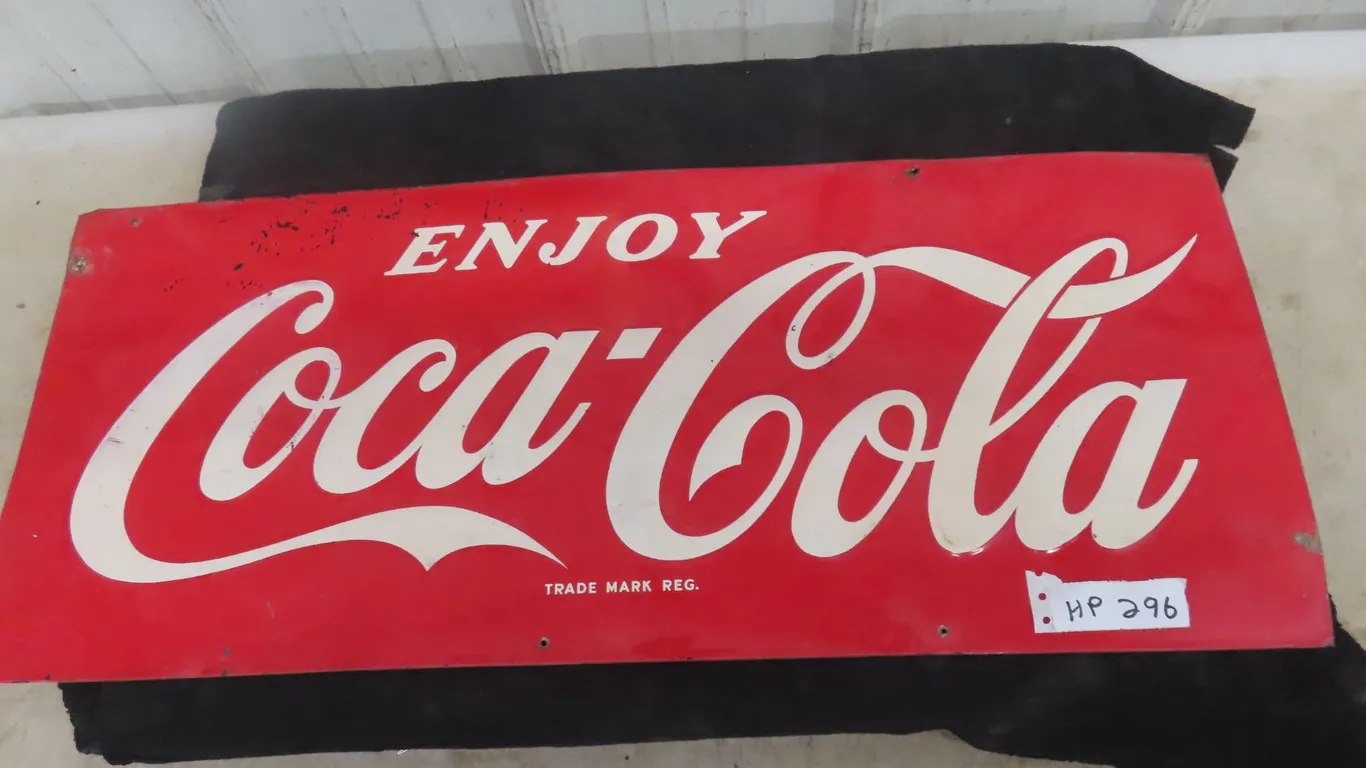 ENJOY
Coca-Cola
TRADE MARK REG.
HP 296